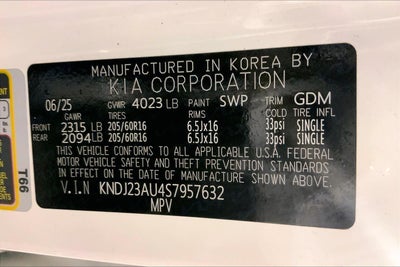 MANUFACTURED IN KOREA BY
KIA CORPORATION
06/25 GVWR 4023 LB PAINT SWP TRIM GDM
GAWR TIRES RIMS COLD TIRE INFL
FRONT 2315 LB 205/60R16 6.5Jx16 33psi SINGLE
REAR 2094 LB 205/60R16 6.5Jx16 33psi SINGLE
THIS VEHICLE CONFORMS TO ALL APPLICABLE U.S.A. FEDERAL
MOTOR VEHICLE SAFETY AND THEFT PREVENTION STANDARDS
IN EFFECT ON THE DATE OF MANUFACTURE SHOWN ABOVE.
V.I.N KNDJ23AU4S7957632
MPV
T66